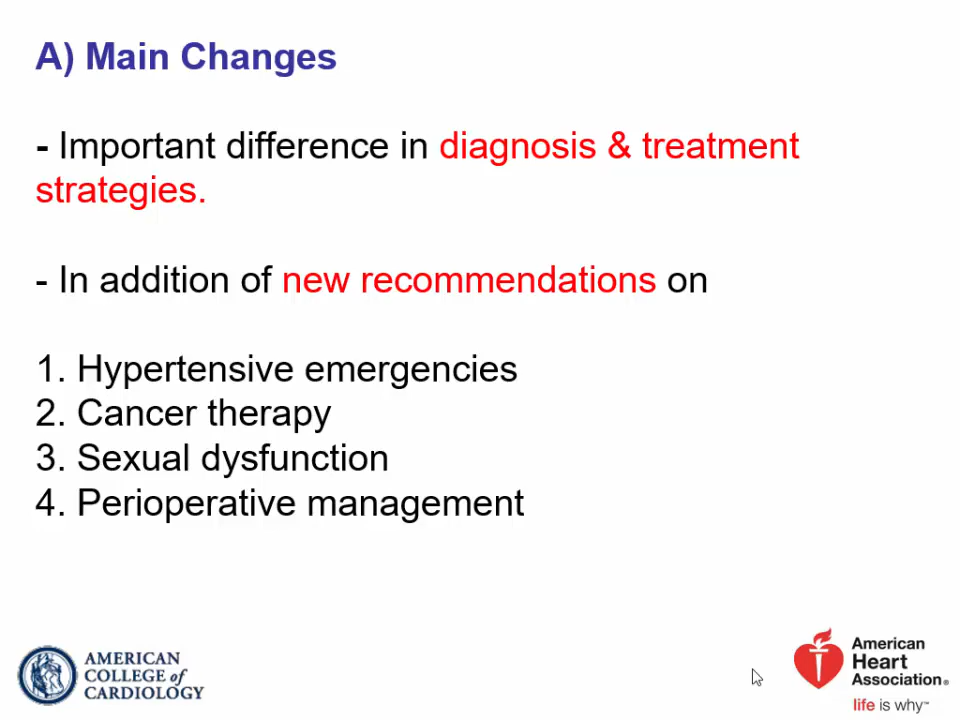 A) Main Changes
- Important difference in diagnosis & treatment
strategies.
- In addition of new recommendations on
1. Hypertensive emergencies
2. Cancer therapy
3. Sexual dysfunction
4. Perioperative management
AMERICAN
COLLEGE of
CARDIOLOGY
American
Heart
Association®
life is why™